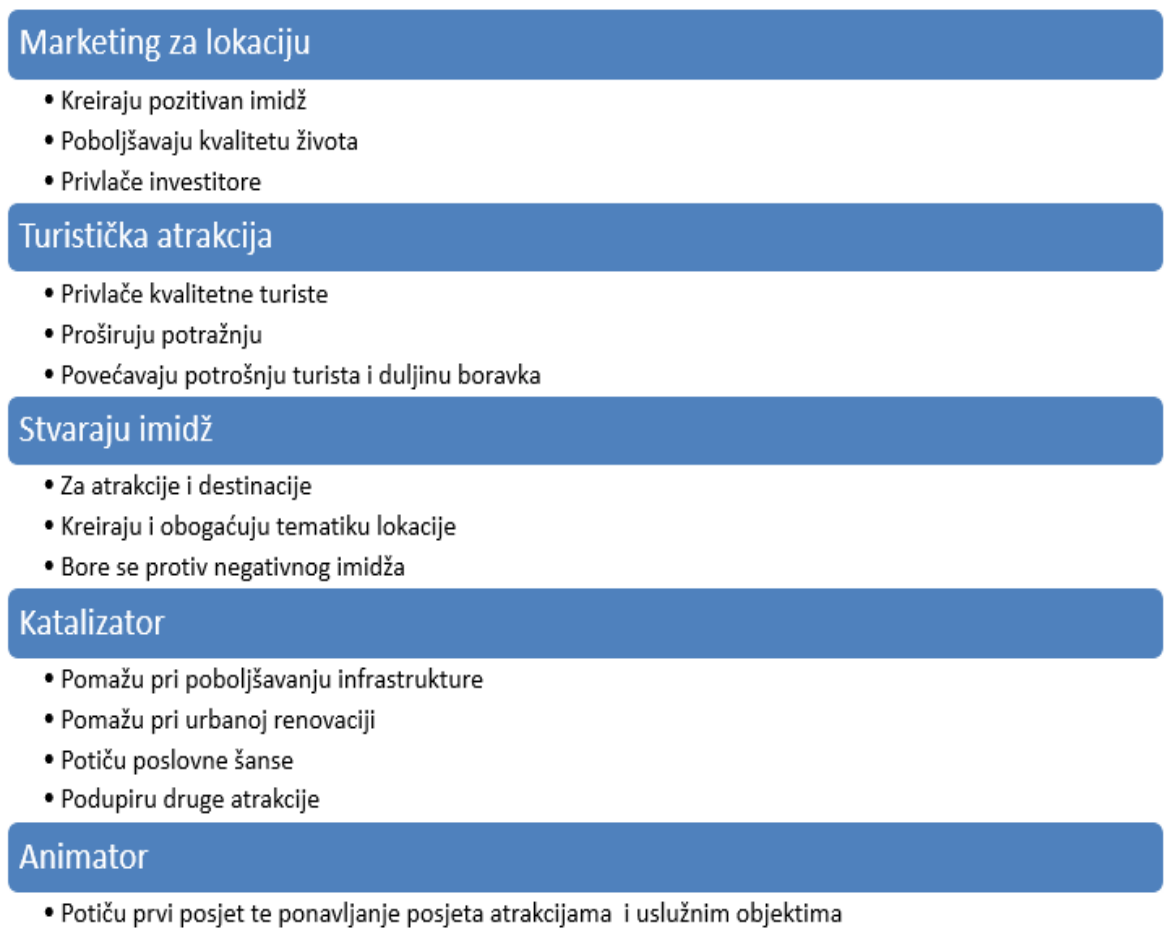 Marketing za lokaciju
• Kreiraju pozitivan imidž
• Poboljšavaju kvalitetu života
• Privlače investitore
Turistička atrakcija
• Privlače kvalitetne turiste
• Proširuju potražnju
• Povećavaju potrošnju turista i duljinu boravka
Stvaraju imidž
• Za atrakcije i destinacije
• Kreiraju i obogaćuju tematiku lokacije
• Bore se protiv negativnog imidža
Katalizator
• Pomažu pri poboljšavanju infrastrukture
• Pomažu pri urbanoj renovaciji
• Potiču poslovne šanse
• Podupiru druge atrakcije
Animator
• Potiču prvi posjet te ponavljanje posjeta atrakcijama  i uslužnim objektima